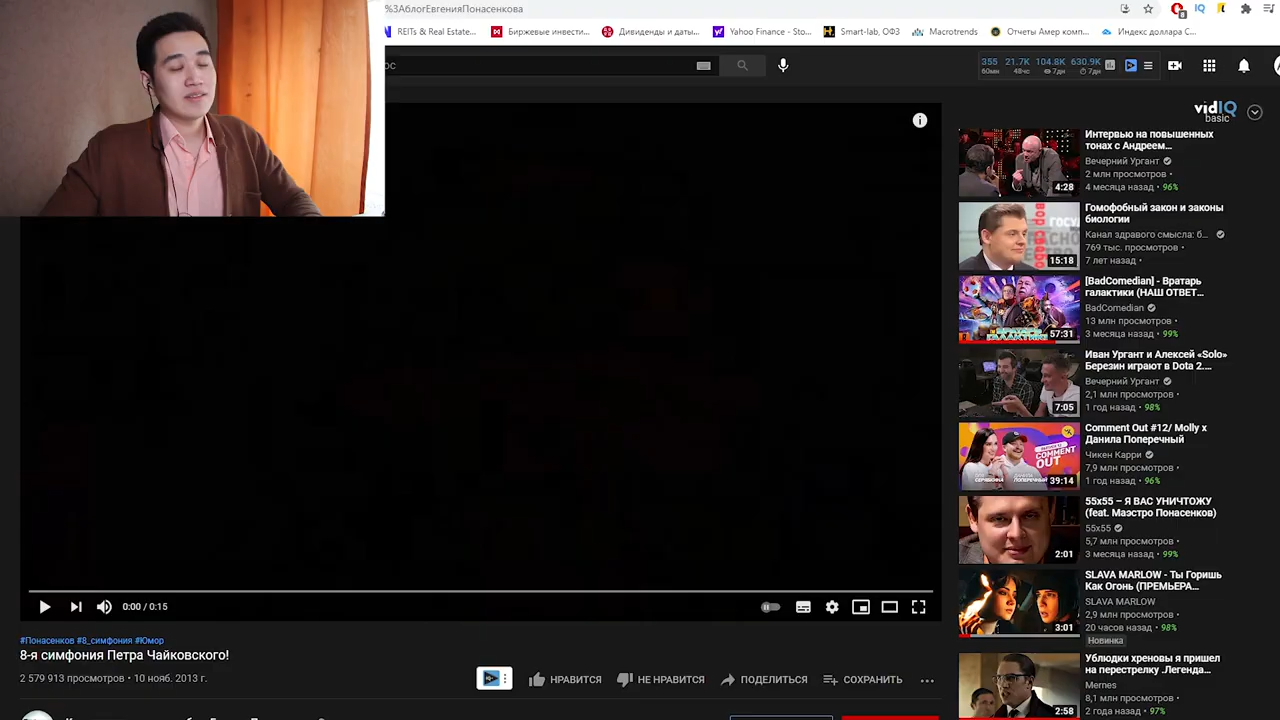 %3АблогЕвгенияПонасенкова
REITs & Real Estate...
Биржевые инвести...
Дивиденды и даты...
Yahoo Finance - Sto...
Smart-lab, ОФЗ
Macrotrends
Отчеты Амер комп...
Индекс доллара С...
ос
355 21.7K 104.8K 630.9K
60мин 48чс 7дн 7дн
vidIQ
basic
Интервью на повышенных
тонах с Андреем...
Вечерний Ургант
2 млн просмотров •
4 месяца назад • 96%
4:28
Гомофобный закон и законы
биологии
Канал здравого смысла: б...
769 тыс. просмотров •
7 лет назад •
15:18
[BadComedian] - Вратарь
галактики (НАШ ОТВЕТ...
BadComedian
13 млн просмотров •
3 месяца назад • 99%
57:31
Иван Ургант и Алексей «Solo»
Березин играют в Dota 2....
Вечерний Ургант
2,1 млн просмотров •
1 год назад • 98%
7:05
Comment Out #12/ Molly x
Данила Поперечный
Чикен Карри
7,9 млн просмотров •
1 год назад • 96%
COMMENT
OUT
39:14
55x55 – Я ВАС УНИЧТОЖУ
(feat. Маэстро Понасенков)
55x55
5,7 млн просмотров •
3 месяца назад • 99%
2:01
SLAVA MARLOW - Ты Горишь
Как Огонь (ПРЕМЬЕРА...
SLAVA MARLOW
2,9 млн просмотров •
20 часов назад • 98%
Новинка
3:01
Ублюдки хреновы я пришел
на перестрелку .Легенда...
Memes
8,1 млн просмотров •
2 года назад • 97%
2:58
0:00 / 0:15
#Понасенков #8_симфония #Юмор
8-я симфония Петра Чайковского!
2 579 913 просмотров • 10 нояб. 2013 г.
НРАВИТСЯ
НЕ НРАВИТСЯ
ПОДЕЛИТЬСЯ
СОХРАНИТЬ